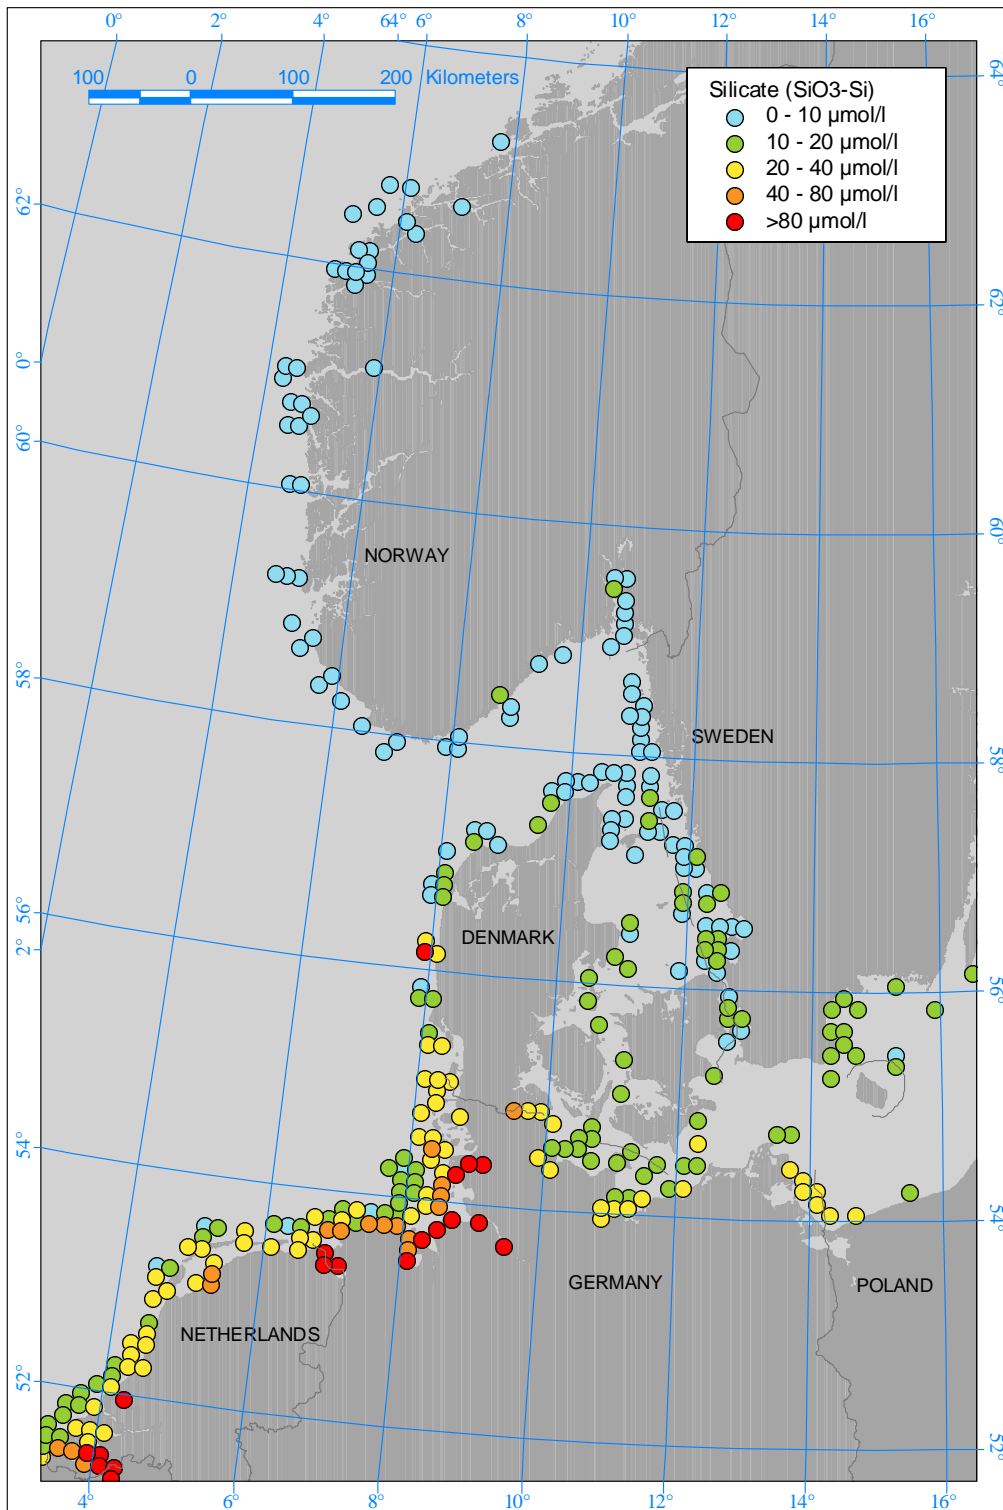 0° 2° 4° 64° 6° 10° 12° 14° 16°
100 0 100 200 Kilometers
64°
Silicate (SiO3-Si)
0 - 10 µmol/l
10 - 20 µmol/l
20 - 40 µmol/l
40 - 80 µmol/l
>80 µmol/l
62°
62°
0°
60°
60°
NORWAY
58°
SWEDEN
58°
56°
DENMARK
2°
56°
54°
54°
GERMANY
POLAND
NETHERLANDS
52°
52°
4° 6° 8° 10° 12° 14° 16°